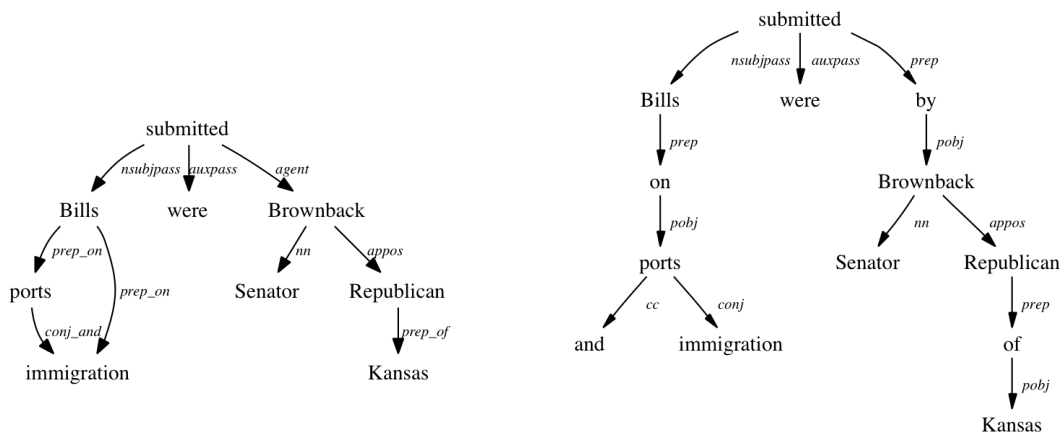 submitted
nsubjpass auxpass agent
Bills were Brownback
prep_on nn appos
ports prep_on Senator Republican
conj_and prep_of
immigration Kansas
submitted
nsubjpass auxpass prep
Bills were by
prep pobj
on Brownback
pobj nn appos
ports Senator Republican
cc conj prep
and immigration of
pobj
Kansas